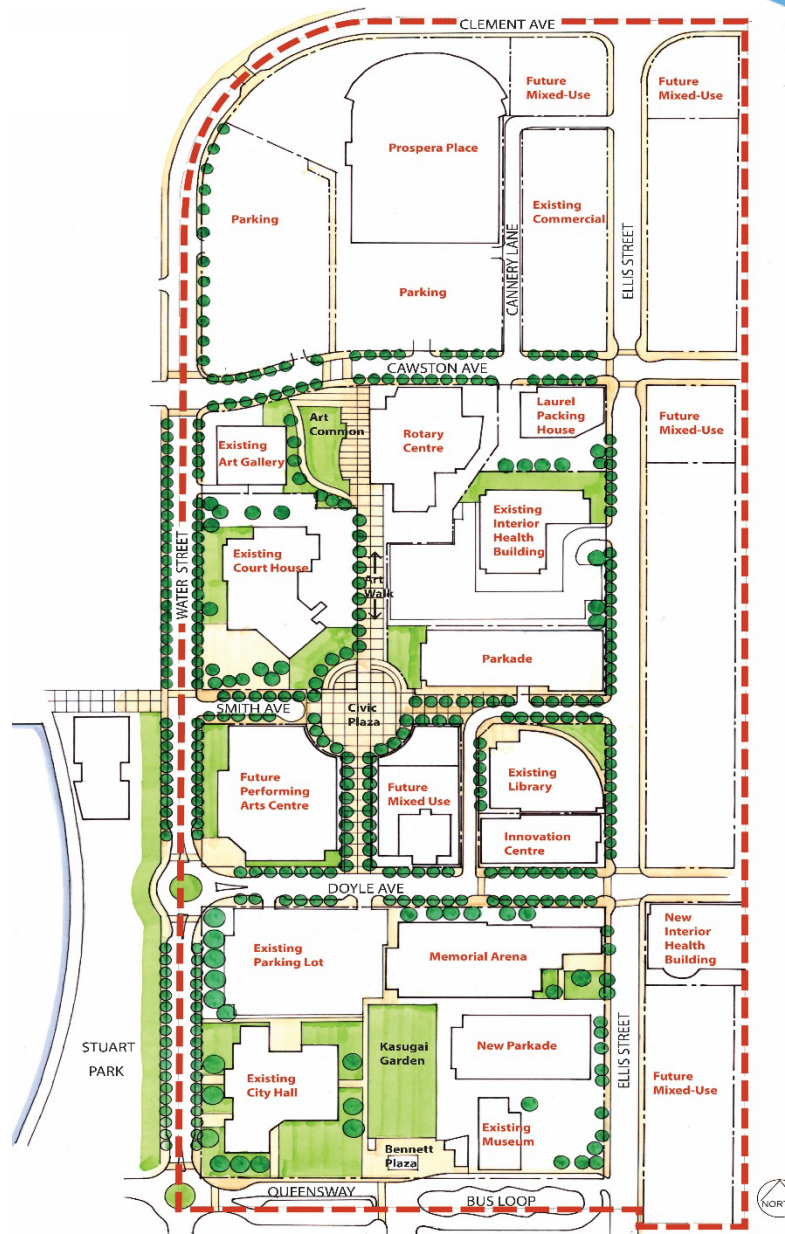 CLEMENT AVE
Future
Mixed-Use
Future
Mixed-Use
Prospera Place
Parking
Existing
Commercial
CANNERY LANE
ELLIS STREET
Parking
CAWSTON AVE
Art
Common
Existing
Art Gallery
Rotary
Centre
Laurel
Packing
House
Future
Mixed-Use
WATER STREET
Existing
Court House
Art
Walk
Existing
Interior
Health
Building
Parkade
SMITH AVE
Civic
Plaza
Future
Performing
Arts Centre
Future
Mixed Use
Existing
Library
Innovation
Centre
DOYLE AVE
Existing
Parking Lot
Memorial Arena
New
Interior
Health
Building
STUART
PARK
Existing
City Hall
Kasugai
Garden
New Parkade
ELLIS STREET
Future
Mixed-Use
Existing
Museum
Bennett
Plaza
QUEENSWAY
BUS LOOP